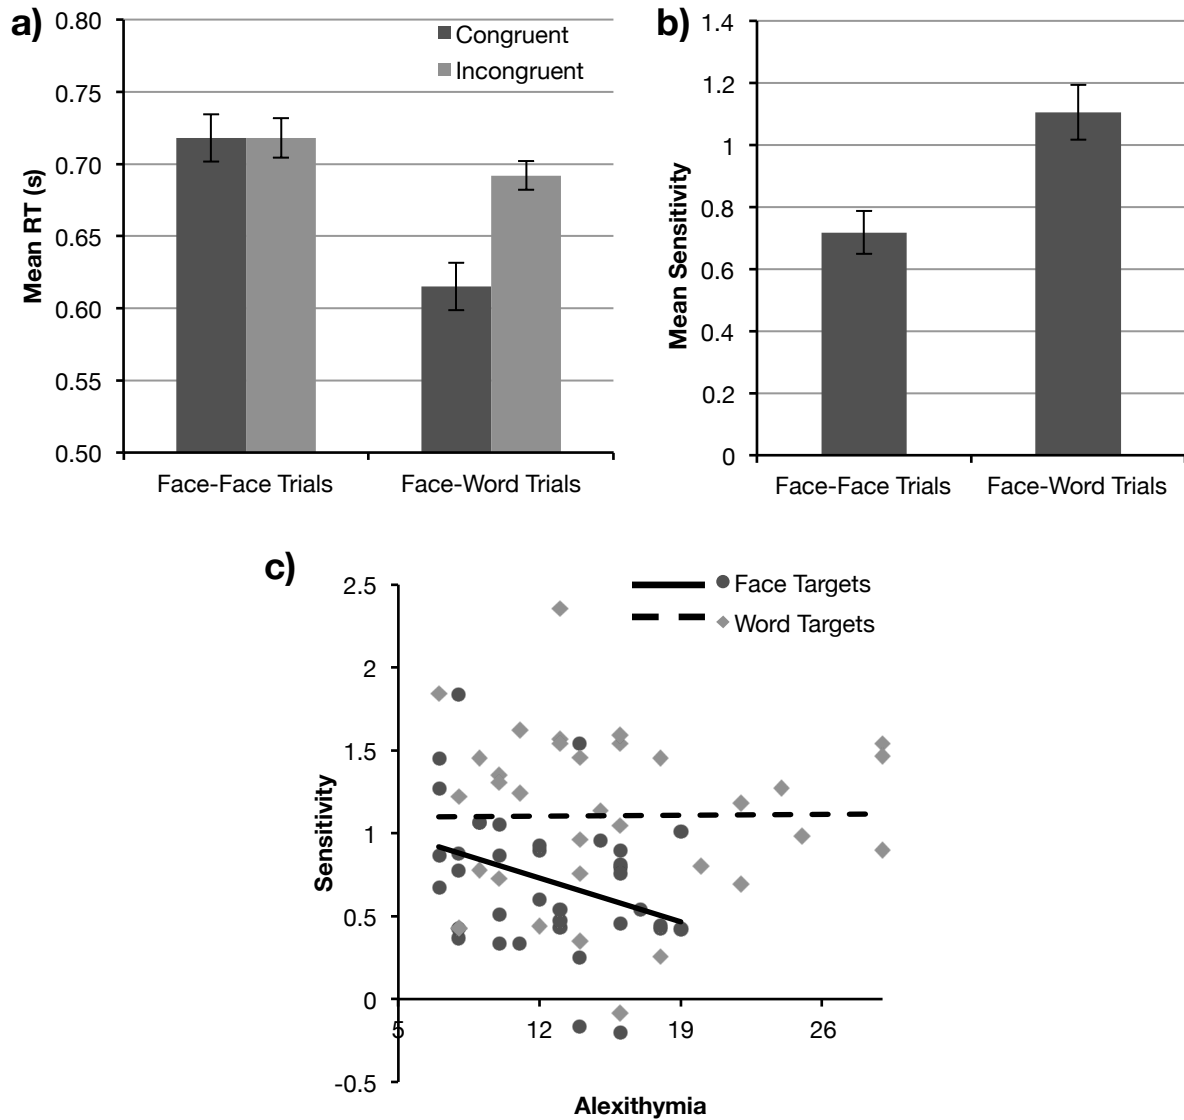 a)
Mean RT (s)
0.80
0.75
0.70
0.65
0.60
0.55
0.50
Congruent
Incongruent
Face-Face Trials
Face-Word Trials
b)
Mean Sensitivity
1.4
1.2
1
0.8
0.6
0.4
0.2
0
Face-Face Trials
Face-Word Trials
c)
Sensitivity
2.5
2
1.5
1
0.5
0
-0.5
Face Targets
Word Targets
5
12
19
26
Alexithymia